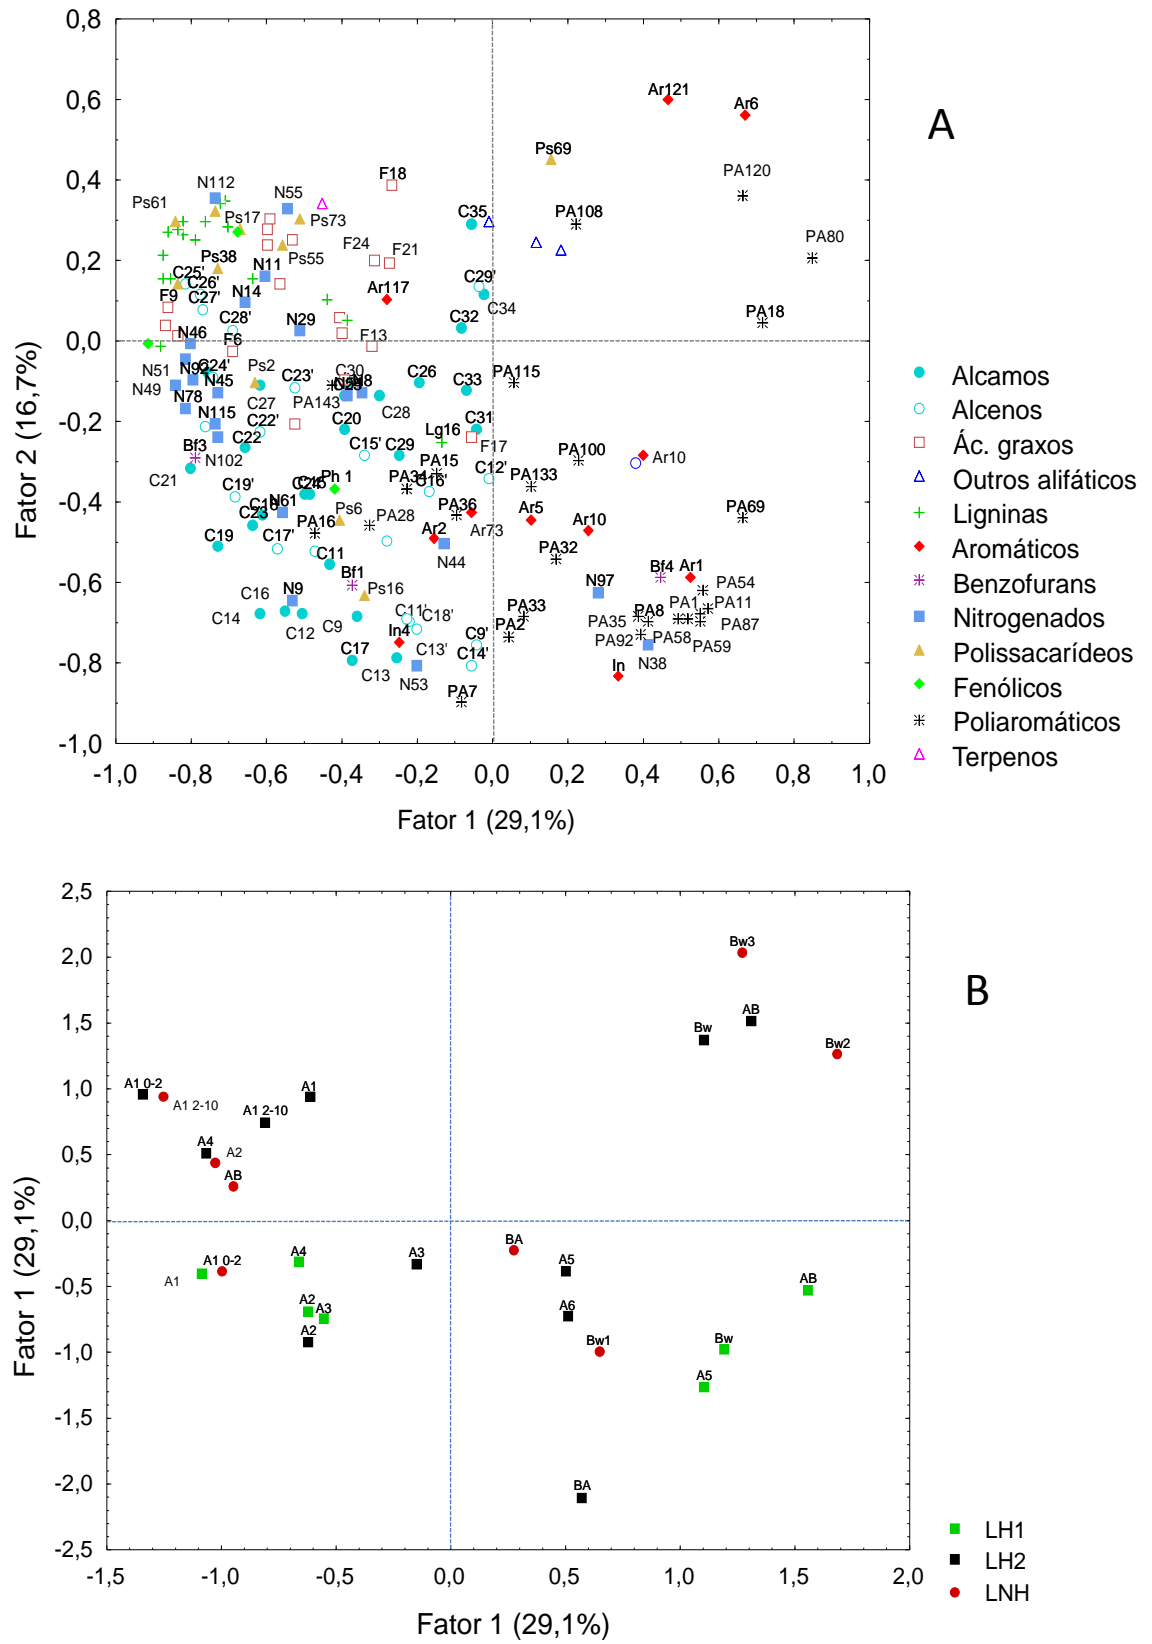 0,8
0,6
0,4
0,2
0,0
-0,2
-0,4
-0,6
-0,8
-1,0
Fator 2 (16,7%)
A
Ar121
Ar6
Ps69
PA120
F18
N112
N55
Ps61
Ps17
Ps73
C35
PA108
F24
F21
Ps55
PA80
Ps38
C25'
C26'
N11
C29'
C27'
Ar117
C34
F9
N14
PA18
C28'
N29
C32
N46
F6
F13
N51
N92
C24'
Ps2
C23'
C30
N8
C26
C33
PA115
N49
N45
C27
PA143
C28
N78
N115
C22'
C20
C31
C22
Lg16
F17
Bf3
N102
C15'
C29
PA15
PA100
Ar10
C21
C19'
Ph 1
PA34
C16'
C12'
PA133
N61
C23
Ps6
PA28
PA36
Ar5
PA69
C19
C17'
PA16
Ar2
Ar73
Ar10
C11
N44
PA32
Bf1
Bf4
Ar1
C16
N9
Ps16
N97
PA54
C14
C12
C9
C11'
C18'
PA33
PA35
PA8
PA1
PA11
In4
C13'
C9'
PA2
PA92
PA58
PA87
C17
C13
C14'
N38
PA59
N53
In
PA7
-1,0
-0,8
-0,6
-0,4
-0,2
0,0
0,2
0,4
0,6
0,8
1,0
Fator 1 (29,1%)
Alcamos
Alcenos
Ác. graxos
Outros alifáticos
Ligninas
Aromáticos
Benzofurans
Nitrogenados
Polissacarídeos
Fenólicos
Poliaromáticos
Terpenos
2,5
2,0
1,5
1,0
0,5
0,0
-0,5
-1,0
-1,5
-2,0
-2,5
Fator 1 (29,1%)
B
Bw3
AB
Bw
Bw2
A1 0-2
A1 2-10
A1 2-10
A1
A4
A2
AB
A1
A1 0-2
A4
A3
BA
A5
AB
A2
A3
A6
A2
Bw1
Bw
A5
BA
-1,5
-1,0
-0,5
0,0
0,5
1,0
1,5
2,0
Fator 1 (29,1%)
LH1
LH2
LNH